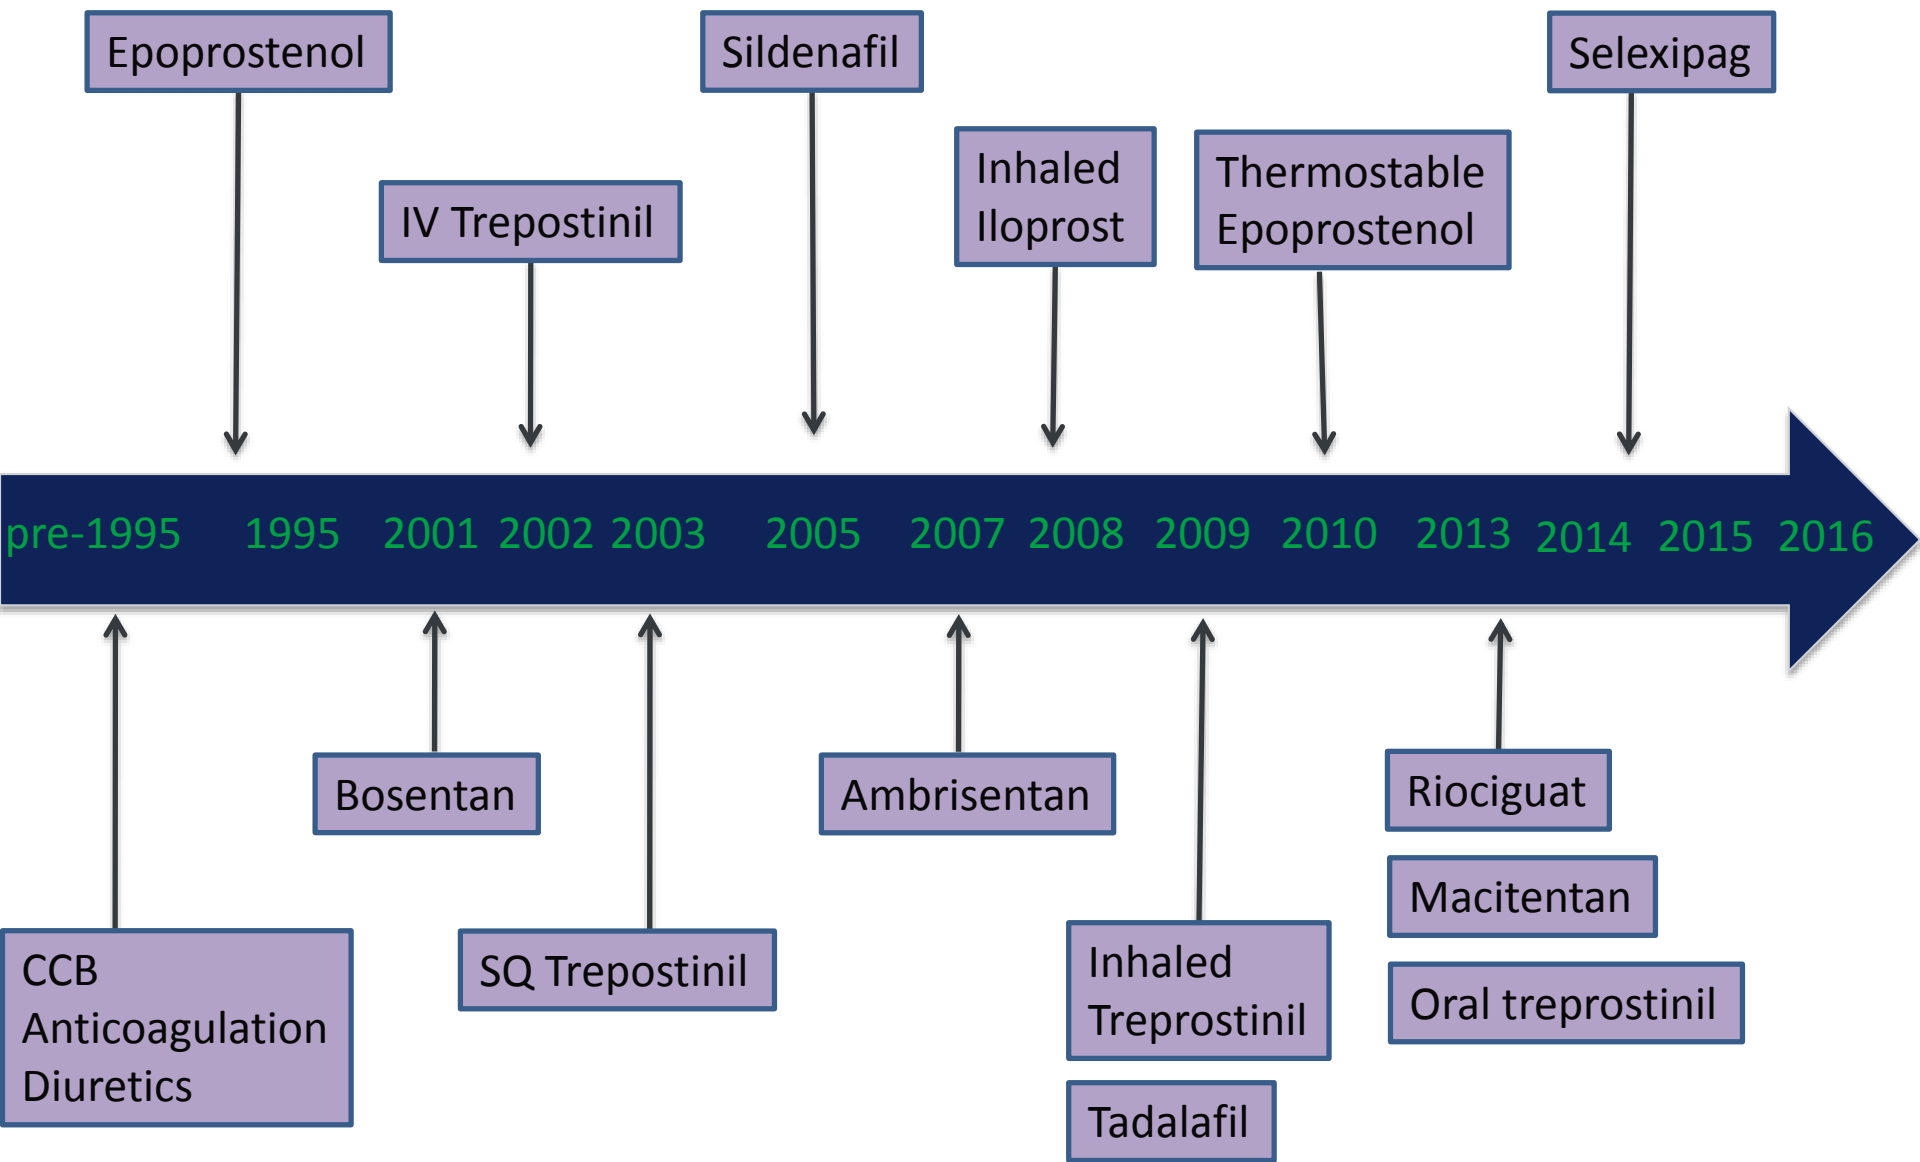 Epoprostenol
Sildenafil
Selexipag
IV Trepostinil
Inhaled
Iloprost
Thermostable
Epoprostenol
pre-1995 1995 2001 2002 2003 2005 2007 2008 2009 2010 2013 2014 2015 2016
Bosentan
Ambrisentan
Riociguat
Macitentan
Oral treprostinil
CCB
Anticoagulation
Diuretics
SQ Trepostinil
Inhaled
Treprostinil
Tadalafil